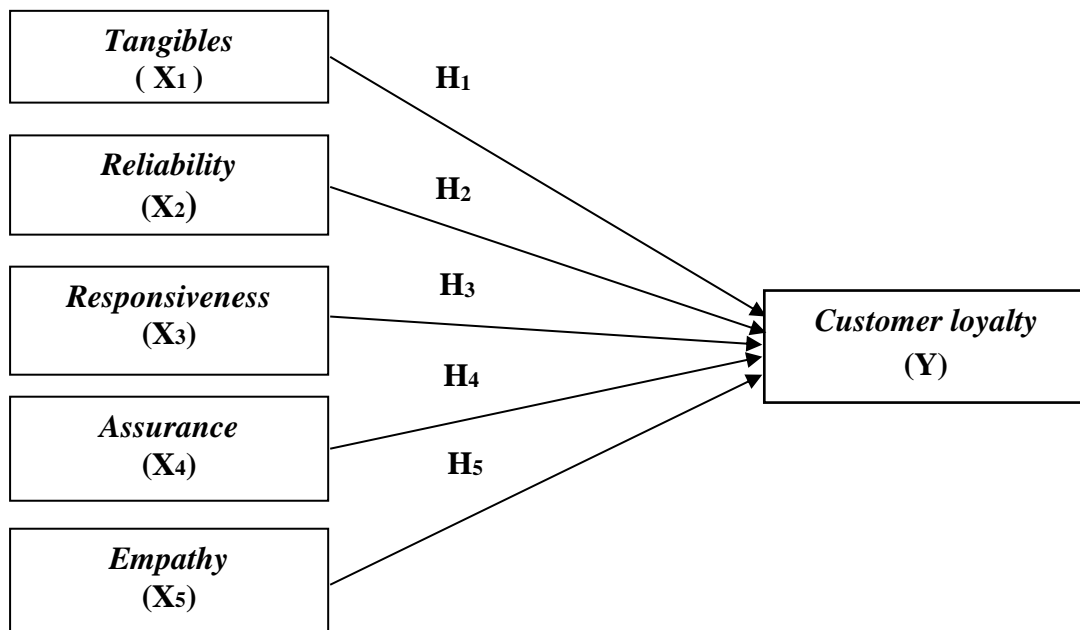 Tangibles
( X1 )
H1
Reliability
(X2)
H2
Responsiveness
(X3)
H3
Customer loyalty
(Y)
Assurance
(X4)
H4
Empathy
(X5)
H5